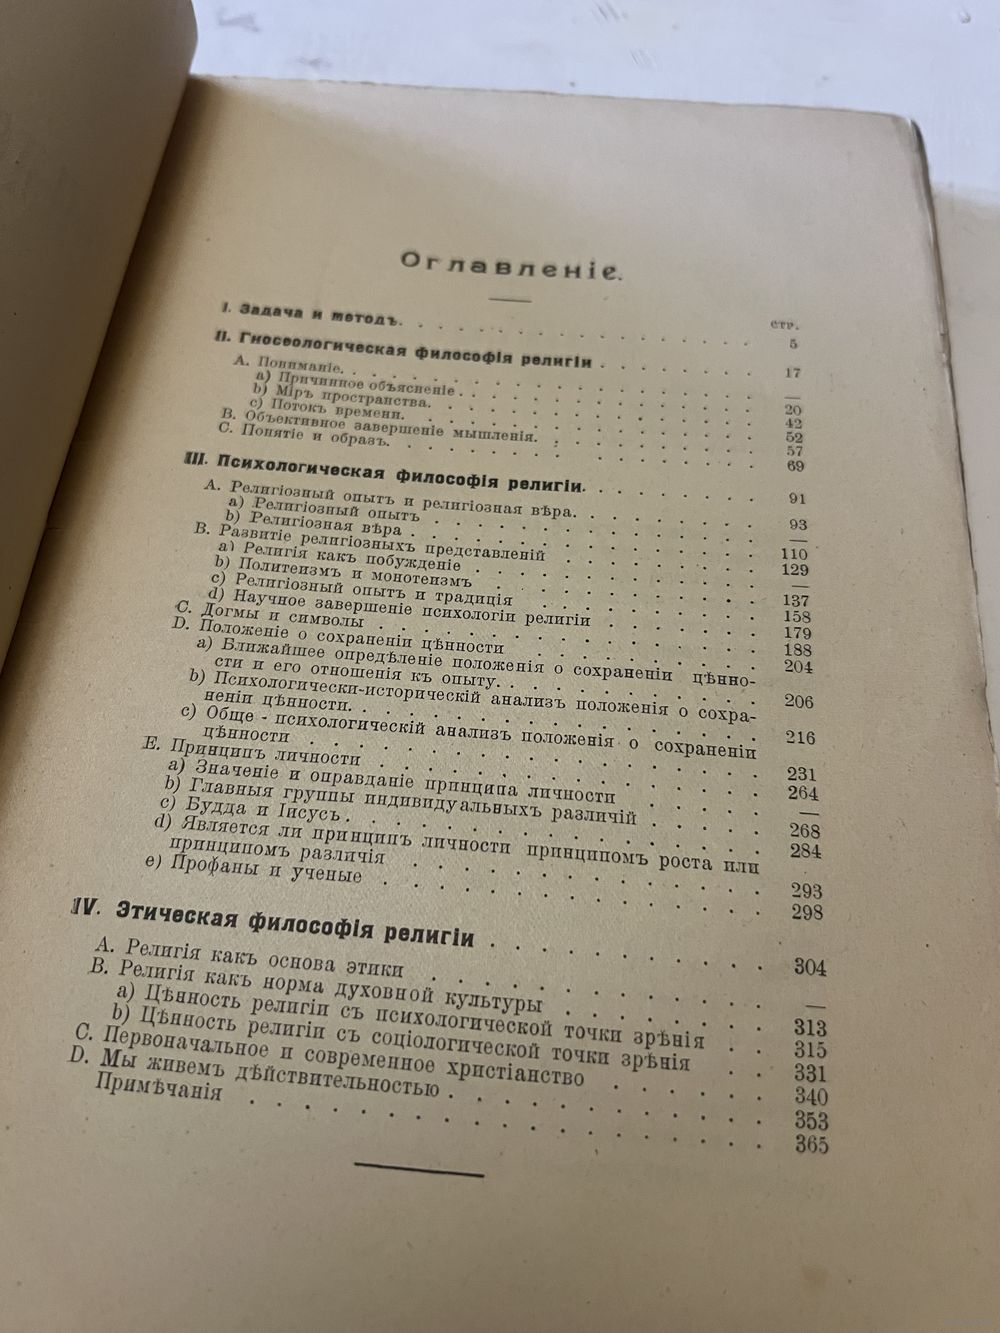 Оглавленіе.
стр.
I. Задача и методъ. . . . . . . . . . . . . . . . 5
II. Гносеологическая философія религіи . . . . . . . . 17
A. Пониманіе. . . . . . . . . . . . . . . . . —
a) Причинное объясненіе . . . . . . . . . . . . 20
b) Міръ пространства. . . . . . . . . . . . . 42
c) Потокъ времени. . . . . . . . . . . . . . 52
B. Объективное завершеніе мышленія. . . . . . . . . 57
C. Понятіе и образъ. . . . . . . . . . . . . . 69
III. Психологическая философія религіи. . . . . . . . 91
A. Религіозный опытъ и религіозная вѣра. . . . . . . . 93
a) Религіозный опытъ . . . . . . . . . . . . —
b) Религіозная вѣра . . . . . . . . . . . . . 110
B. Развитіе религіозныхъ представленій . . . . . . . . 129
a) Религія какъ побужденіе . . . . . . . . . . . —
b) Политеизмъ и монотеизмъ . . . . . . . . . . 137
c) Религіозный опытъ и традиція . . . . . . . . . 158
d) Научное завершеніе психологіи религіи . . . . . . 179
C. Догмы и символы . . . . . . . . . . . . . . 188
D. Положеніе о сохраненіи цѣнности . . . . . . . . . 204
a) Ближайшее опредѣленіе положенія о сохраненіи цѣнно-
сти и его отношенія къ опыту. . . . . . . . . . 206
b) Психологически-историческій анализъ положенія о сохра-
неніи цѣнности. . . . . . . . . . . . . . . 216
c) Обще - психологическій анализъ положенія о сохраненіи
цѣнности . . . . . . . . . . . . . . . . 231
E. Принципъ личности . . . . . . . . . . . . . . 264
a) Значеніе и оправданіе принципа личности . . . . . —
b) Главныя группы индивидуальныхъ различій . . . . . 268
c) Будда и Іисусъ. . . . . . . . . . . . . . . 284
d) Является ли принципъ личности принципомъ роста или
принципомъ различія . . . . . . . . . . . . 293
e) Профаны и ученые . . . . . . . . . . . . . 298
IV. Этическая философія религіи . . . . . . . . . . . 304
A. Религія какъ основа этики . . . . . . . . . . . —
B. Религія какъ норма духовной культуры . . . . . . . 313
a) Цѣнность религіи съ психологической точки зрѣнія . . 315
b) Цѣнность религіи съ соціологической точки зрѣнія . . 331
C. Первоначальное и современное христіанство . . . . . . 340
D. Мы живемъ дѣйствительностью . . . . . . . . . . . 353
Примѣчанія . . . . . . . . . . . . . . . . . . 365